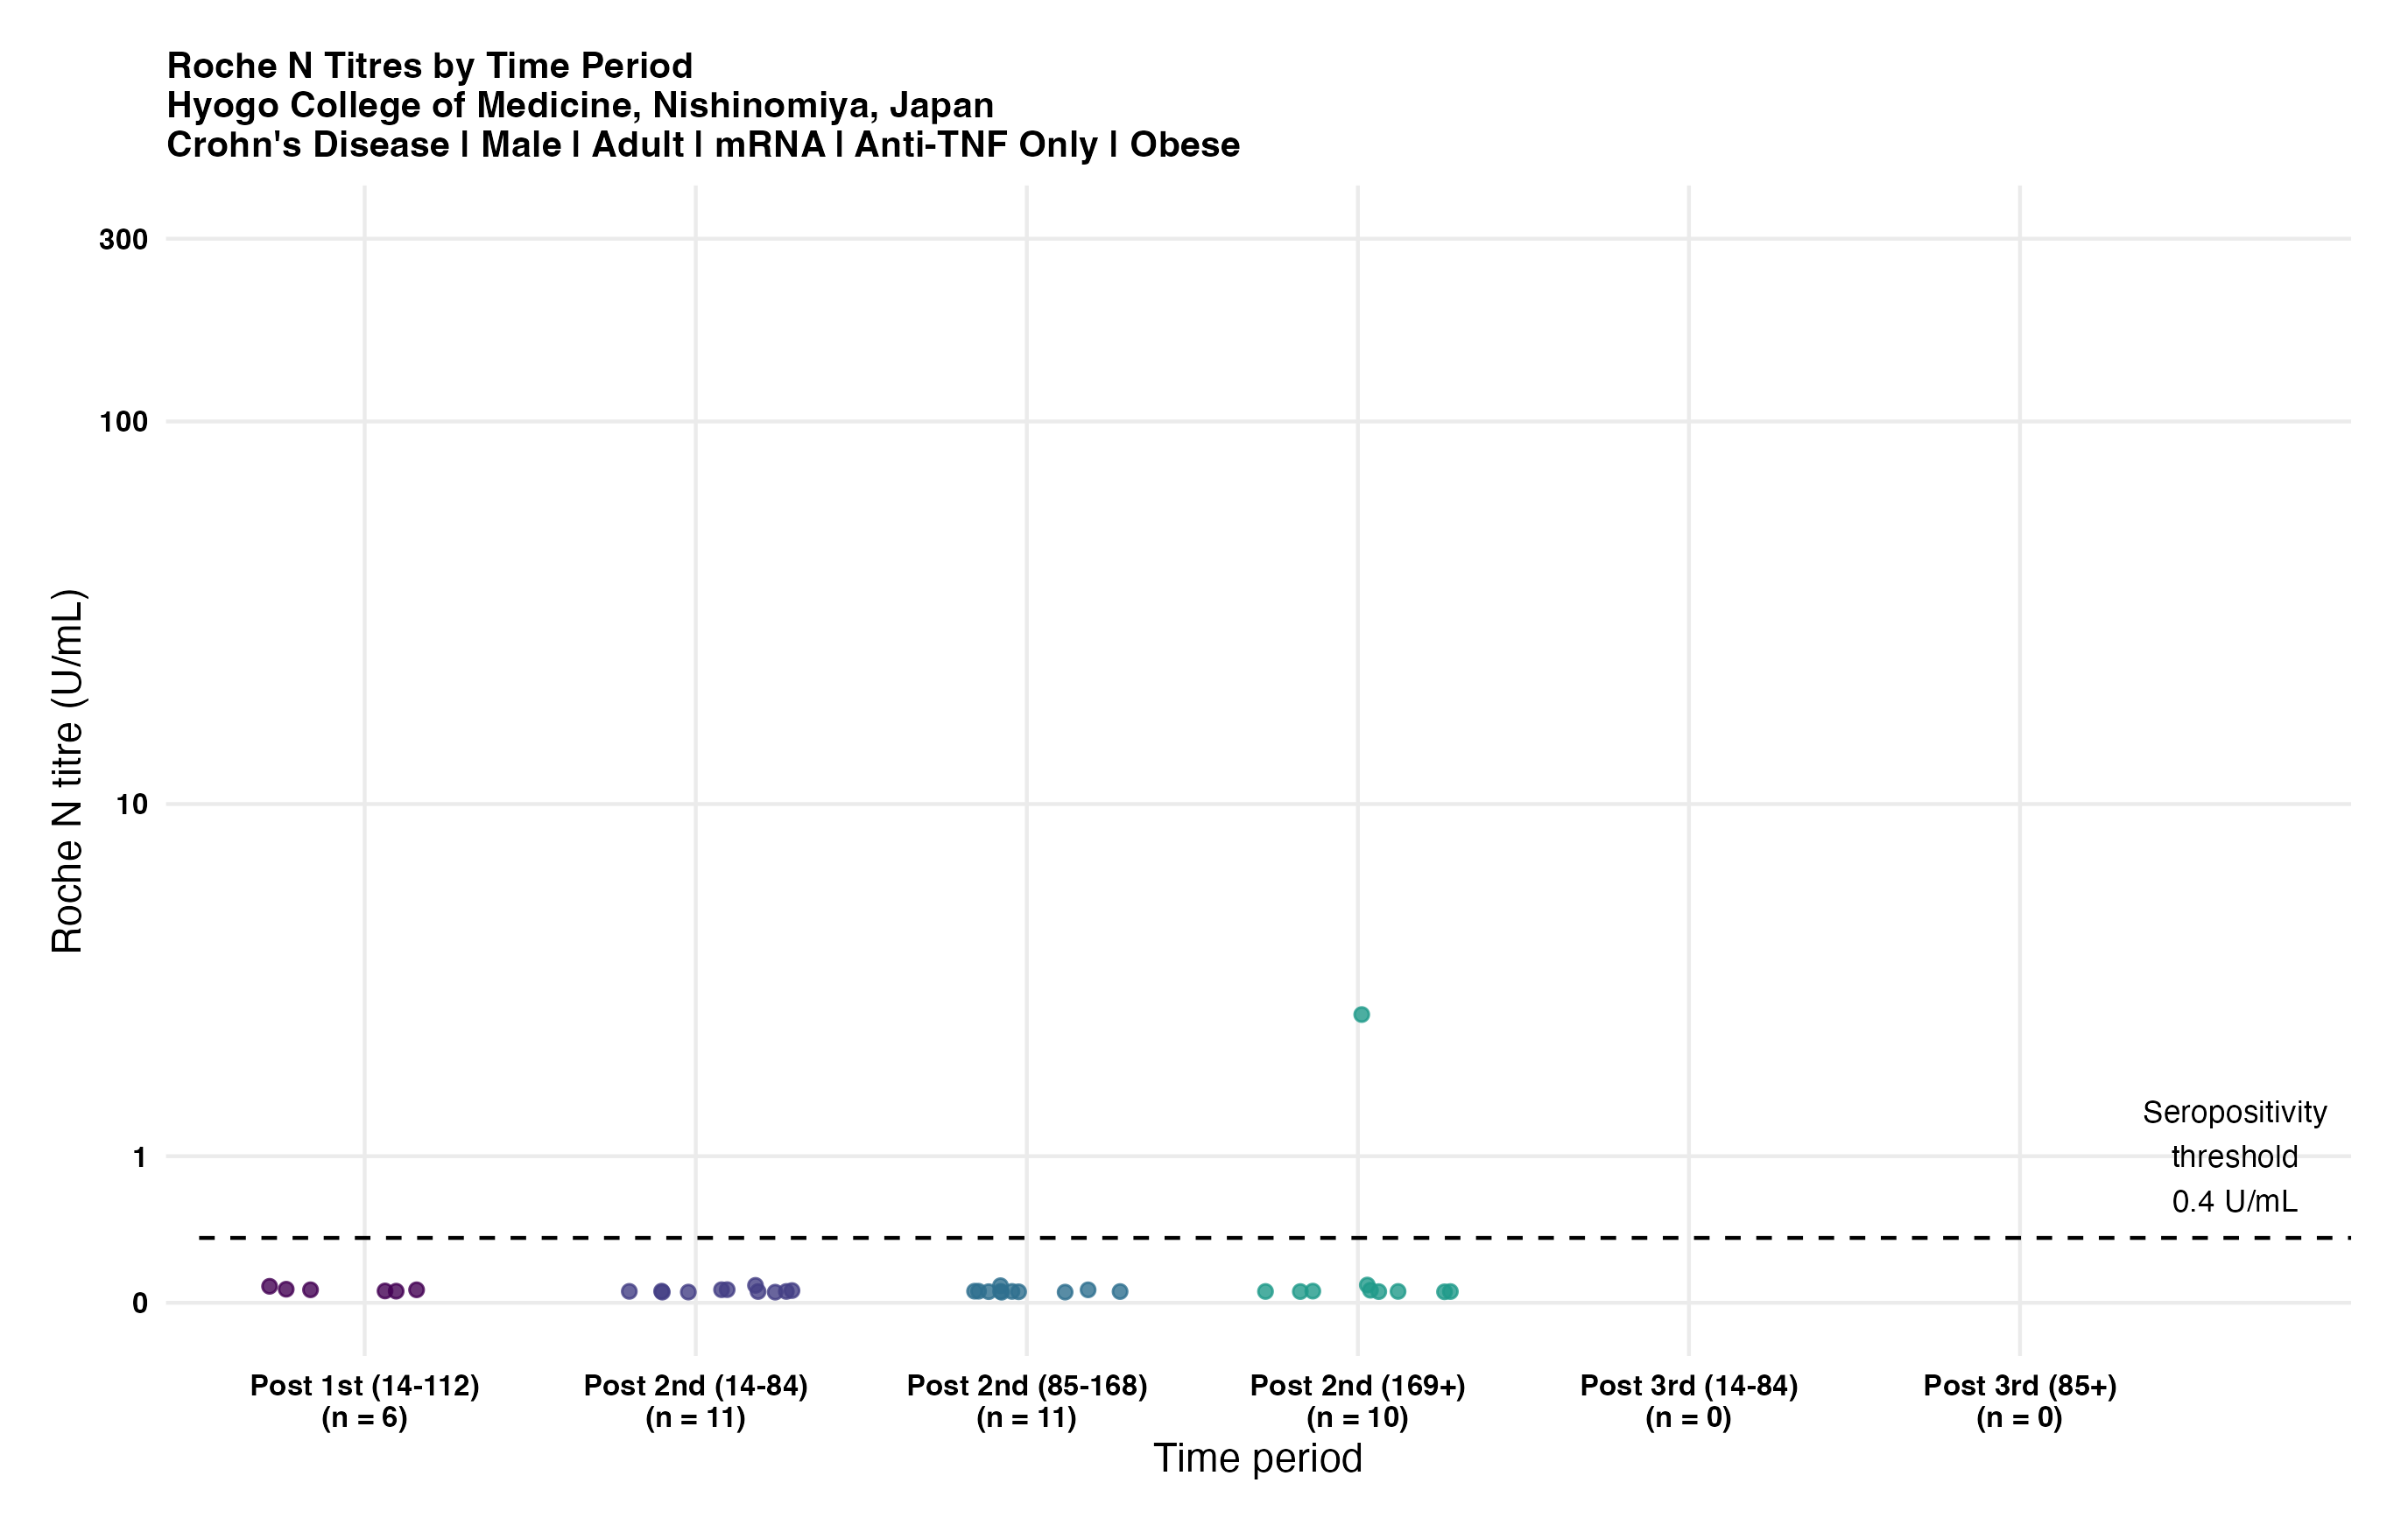 Roche N Titres by Time Period
Hyogo College of Medicine, Nishinomiya, Japan
Crohn's Disease | Male | Adult | mRNA | Anti-TNF Only | Obese
Roche N titre (U/mL)
300
100
10
1
0
Seropositivity
threshold
0.4 U/mL
Post 1st (14-112)
(n = 6)
Post 2nd (14-84)
(n = 11)
Post 2nd (85-168)
(n = 11)
Post 2nd (169+)
(n = 10)
Post 3rd (14-84)
(n = 0)
Post 3rd (85+)
(n = 0)
Time period